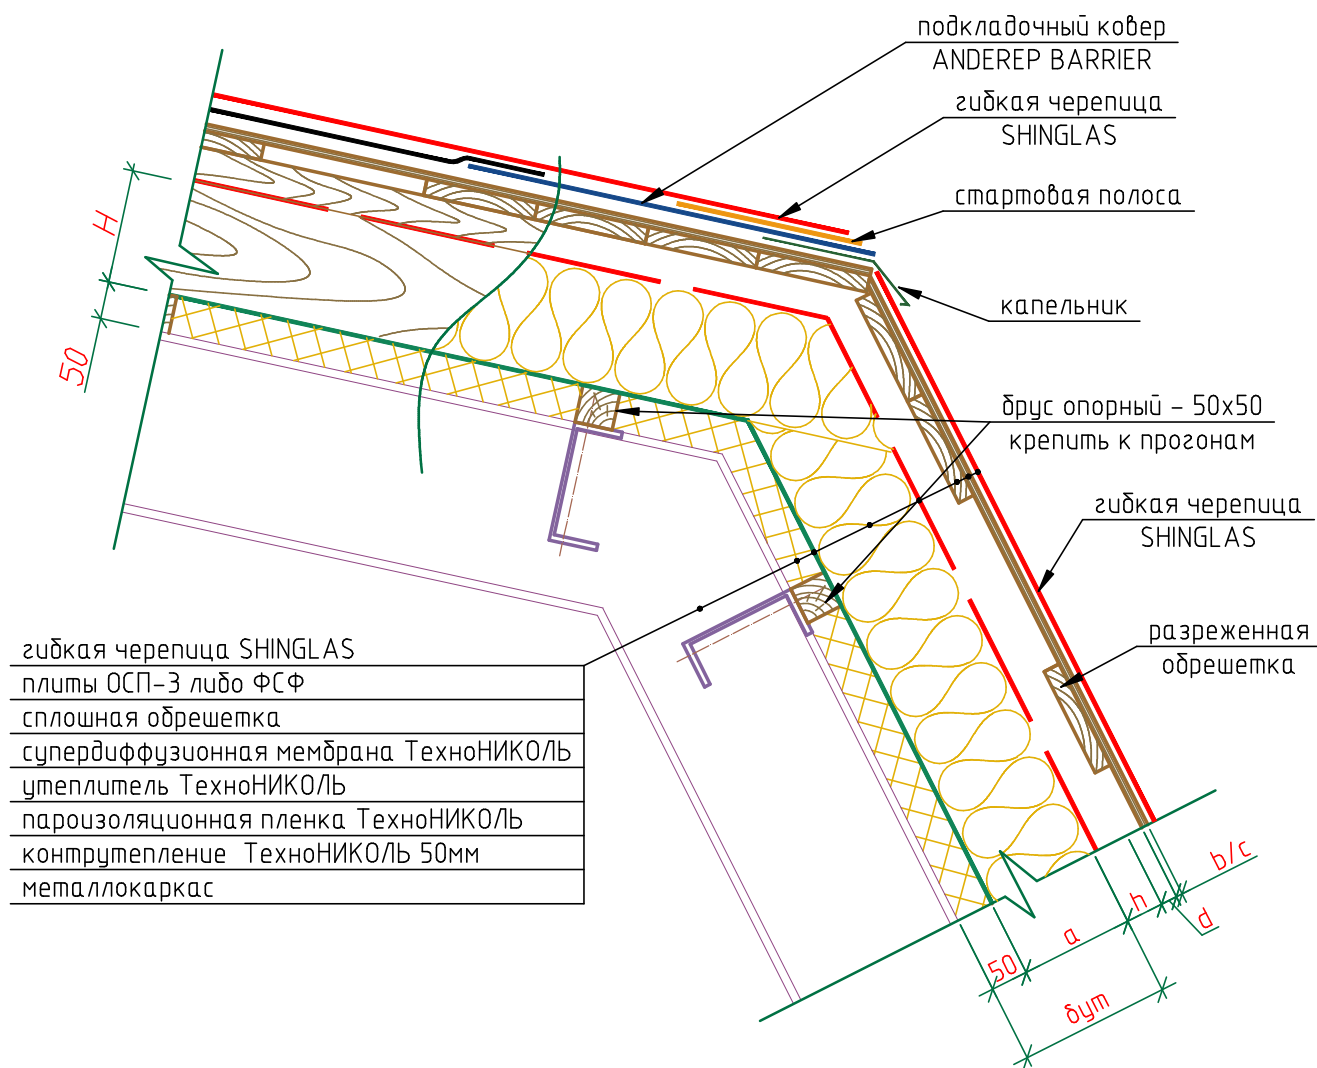 подкладочный ковер
ANDEREP BARRIER
гибкая черепица
SHINGLAS
стартовая полоса
капельник
H
50
брус опорный - 50x50
крепить к прогонам
гибкая черепица
SHINGLAS
разреженная
обрешетка
гибкая черепица SHINGLAS
плиты ОСП-3 либо ФСФ
сплошная обрешетка
супердиффузионная мембрана ТехноНИКОЛЬ
утеплитель ТехноНИКОЛЬ
пароизоляционная пленка ТехноНИКОЛЬ
контрутепление ТехноНИКОЛЬ 50мм
металлокаркас
b/c
h
d
a
50
бут